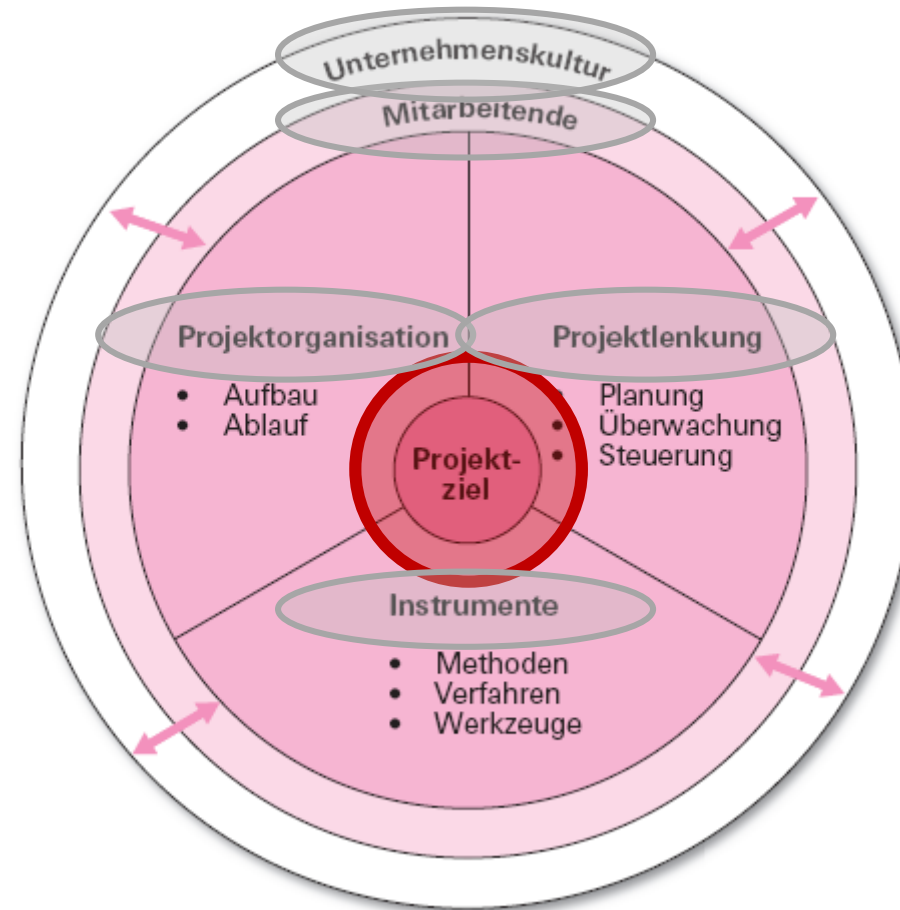 Unternehmenskultur
Mitarbeitende
Projektorganisation
• Aufbau
• Ablauf
Projektlenkung
• Planung
• Überwachung
• Steuerung
Projekt-
ziel
Instrumente
• Methoden
• Verfahren
• Werkzeuge